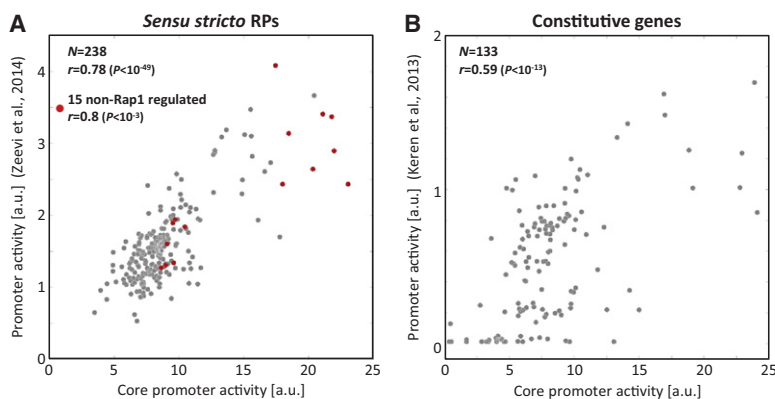 A
Sensu stricto RPs
N=238
r=0.78 (P<10-49)
15 non-Rap1 regulated
r=0.8 (P<10-3)
Promoter activity [a.u.] (Zeevi et al., 2014)
4
3
2
1
0
0 5 10 15 20 25
Core promoter activity [a.u.]
B
Constitutive genes
N=133
r=0.59 (P<10-13)
Promoter activity [a.u.] (Keren et al., 2013)
2
1
0
0 5 10 15 20 25
Core promoter activity [a.u.]